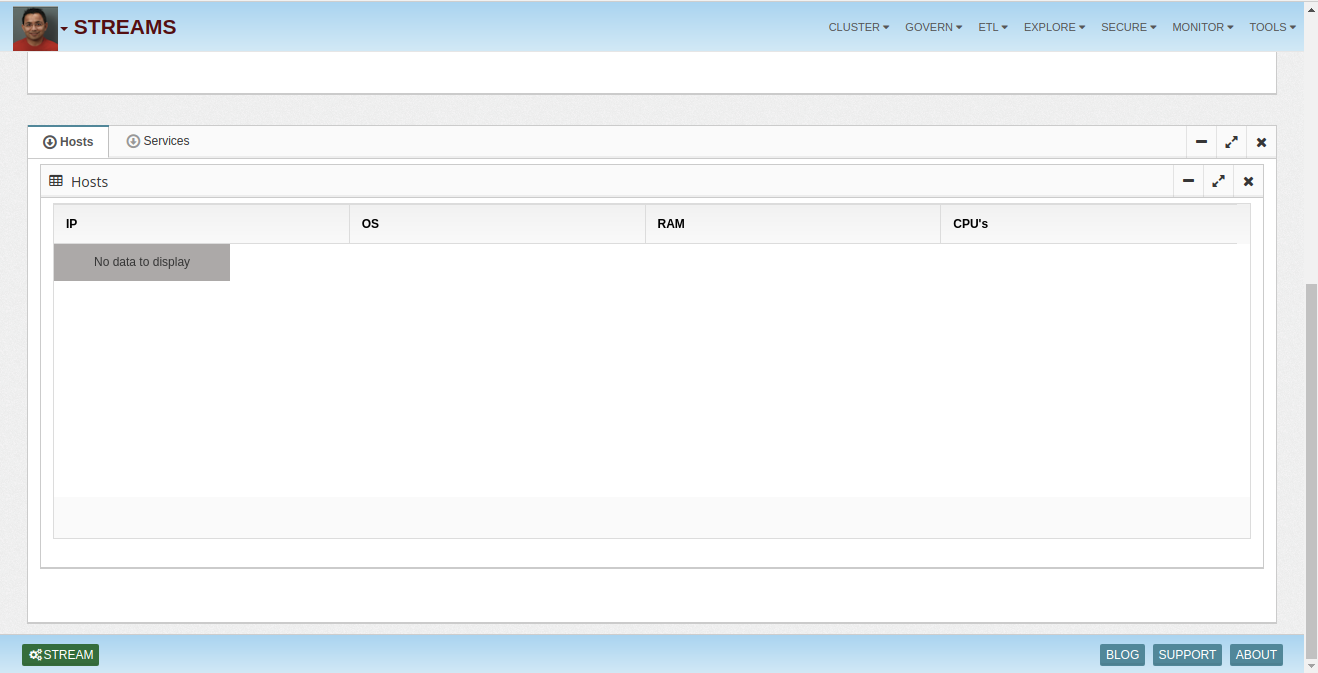 STREAMS CLUSTER GOVERN ETL EXPLORE SECURE MONITOR TOOLS
Hosts Services
Hosts
IP OS RAM CPU's
No data to display
STREAM BLOG SUPPORT ABOUT